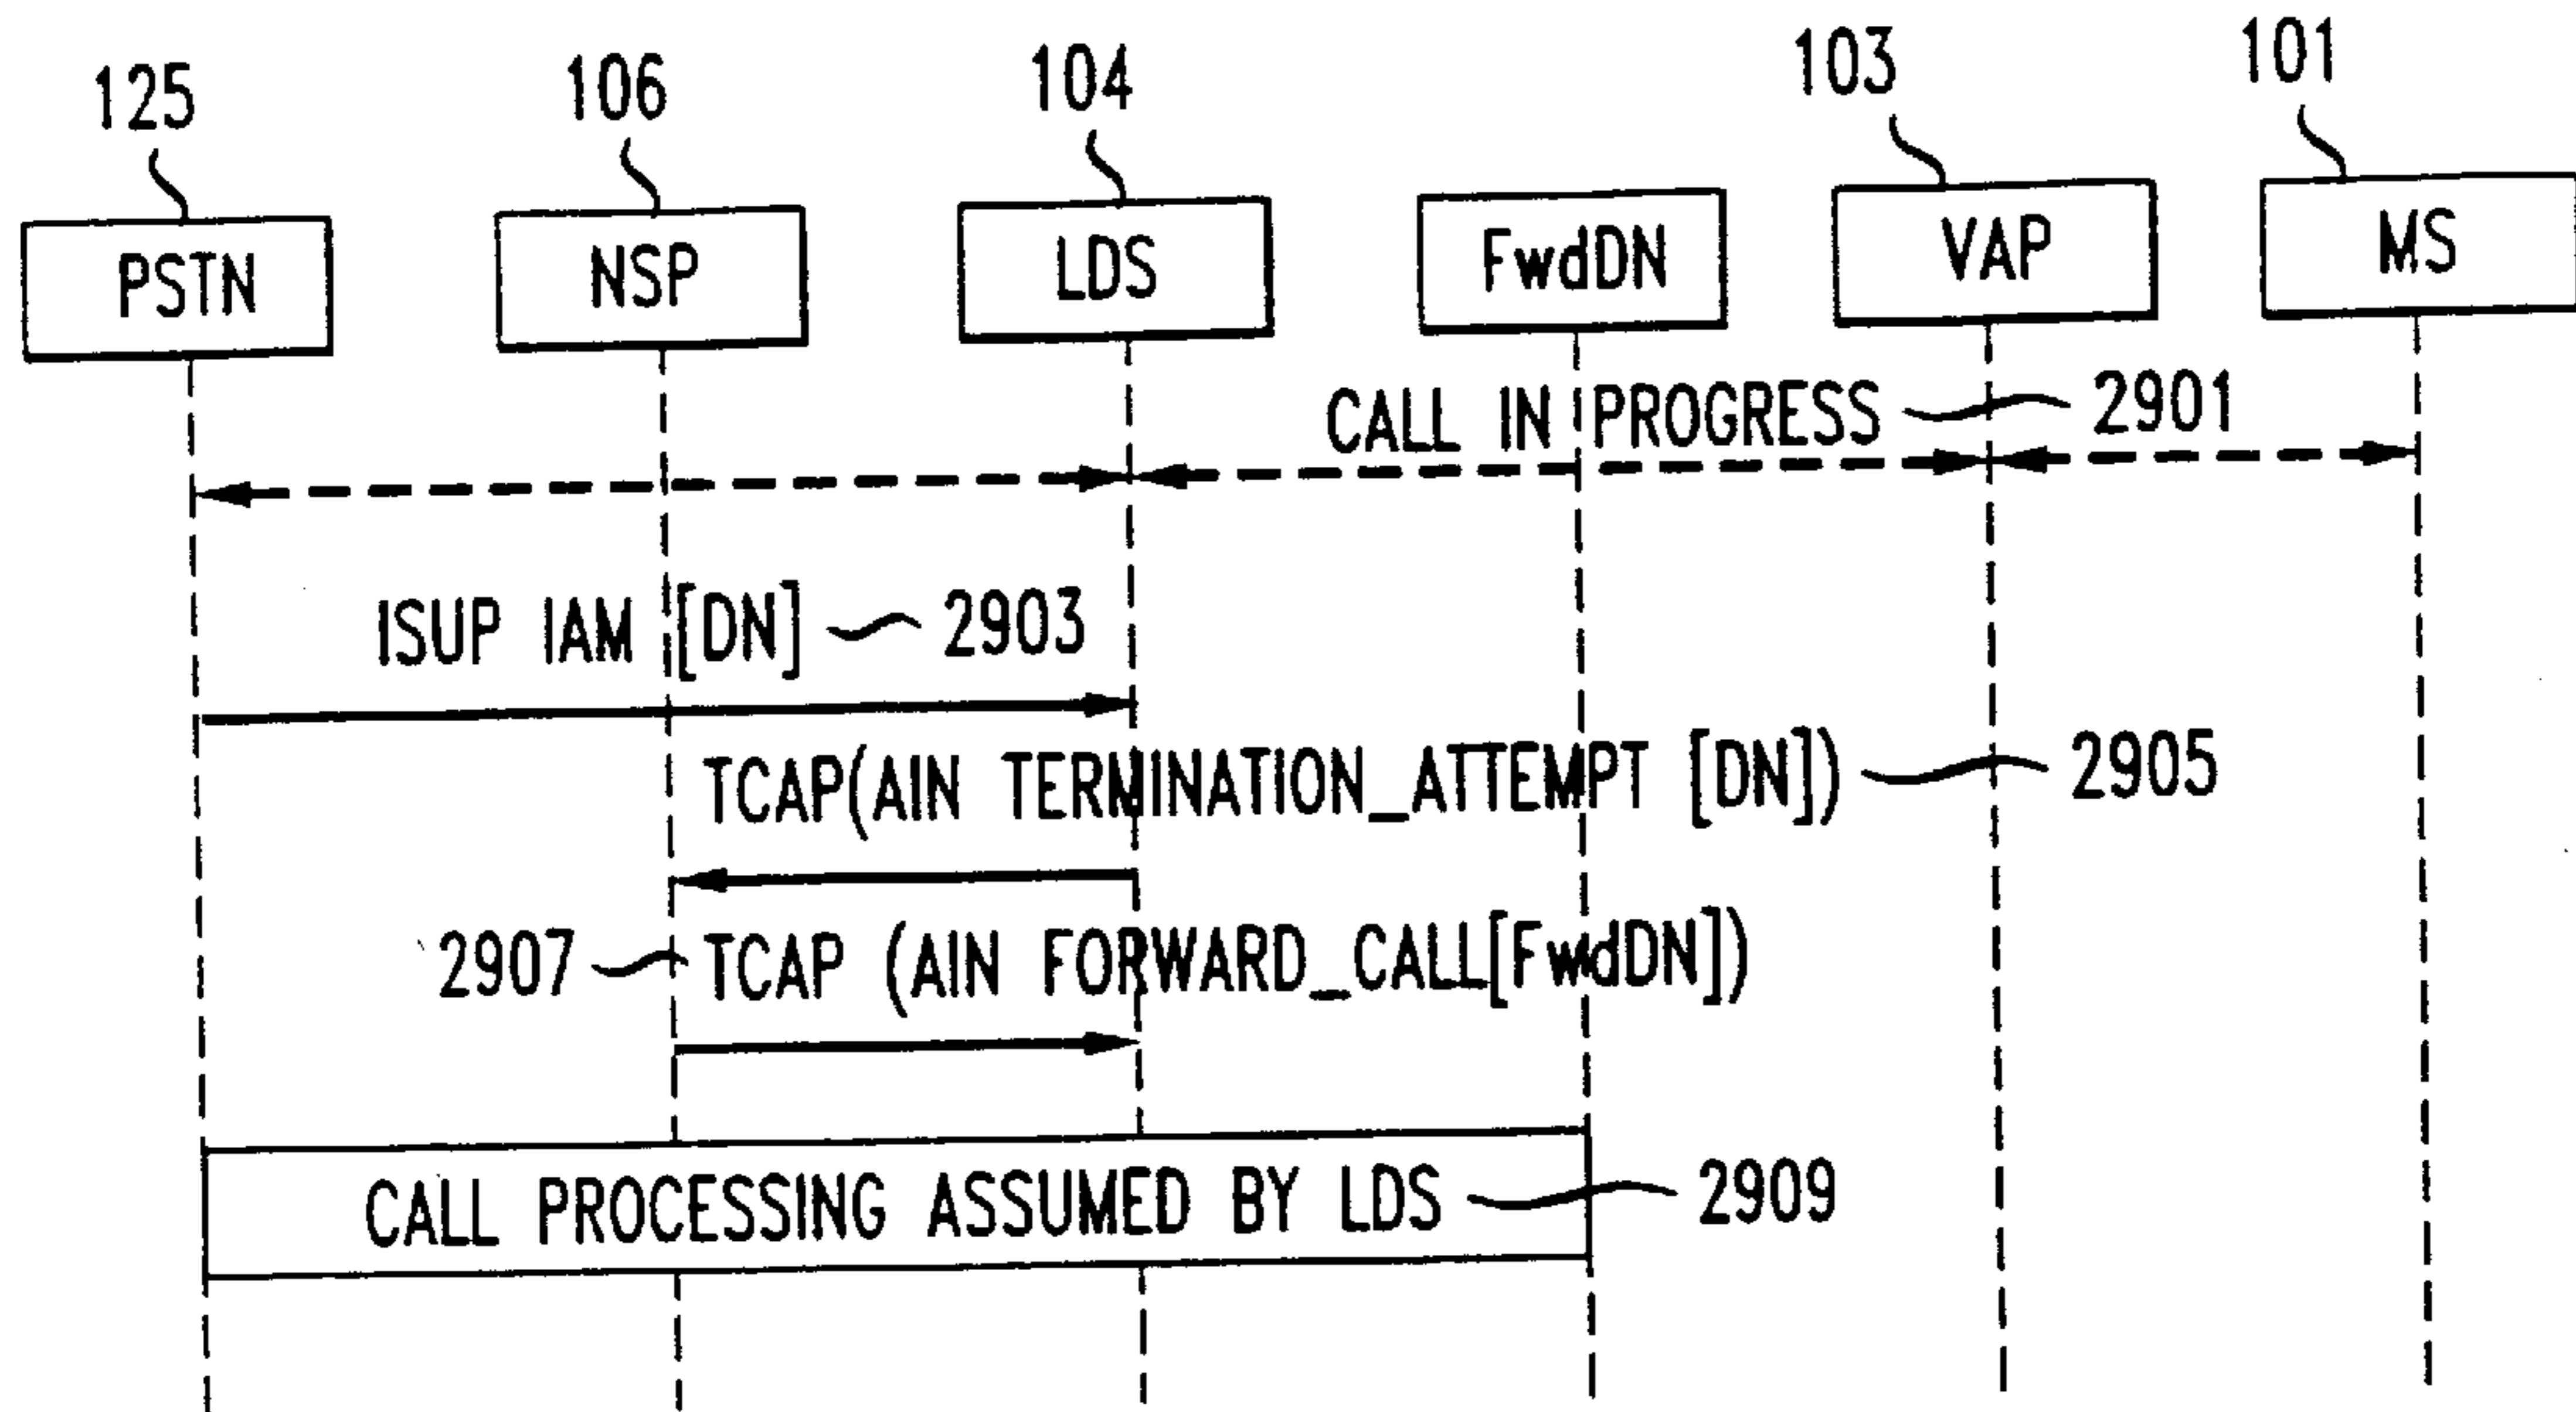 125 106 104 103 101
PSTN NSP LDS FwdDN VAP MS
CALL IN PROGRESS 2901
ISUP IAM [DN] 2903
TCAP(AIN TERMINATION_ATTEMPT [DN]) 2905
2907 TCAP (AIN FORWARD_CALL[FwdDN])
CALL PROCESSING ASSUMED BY LDS 2909